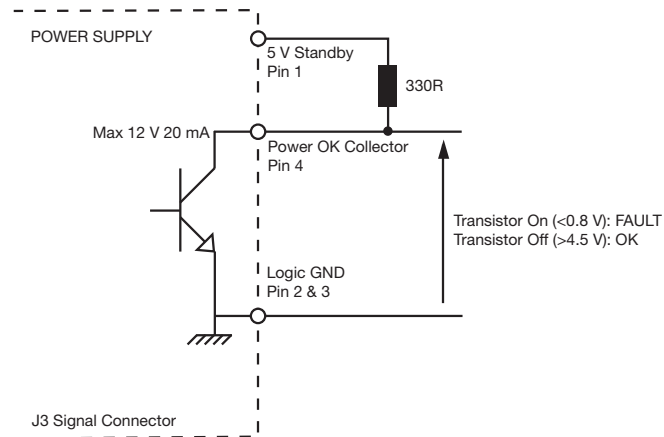 POWER SUPPLY
5 V Standby
Pin 1
330R
Max 12 V 20 mA
Power OK Collector
Pin 4
Transistor On (<0.8 V): FAULT
Transistor Off (>4.5 V): OK
Logic GND
Pin 2 & 3
J3 Signal Connector